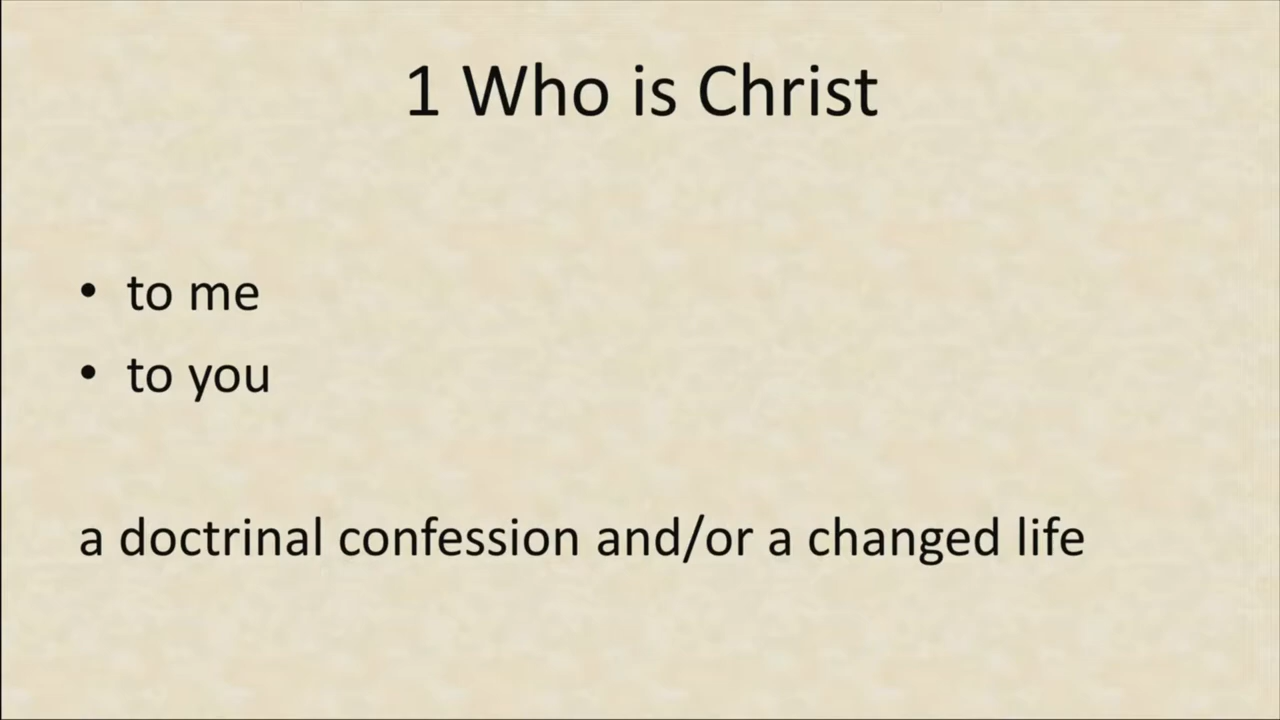 1 Who is Christ
• to me
• to you
a doctrinal confession and/or a changed life